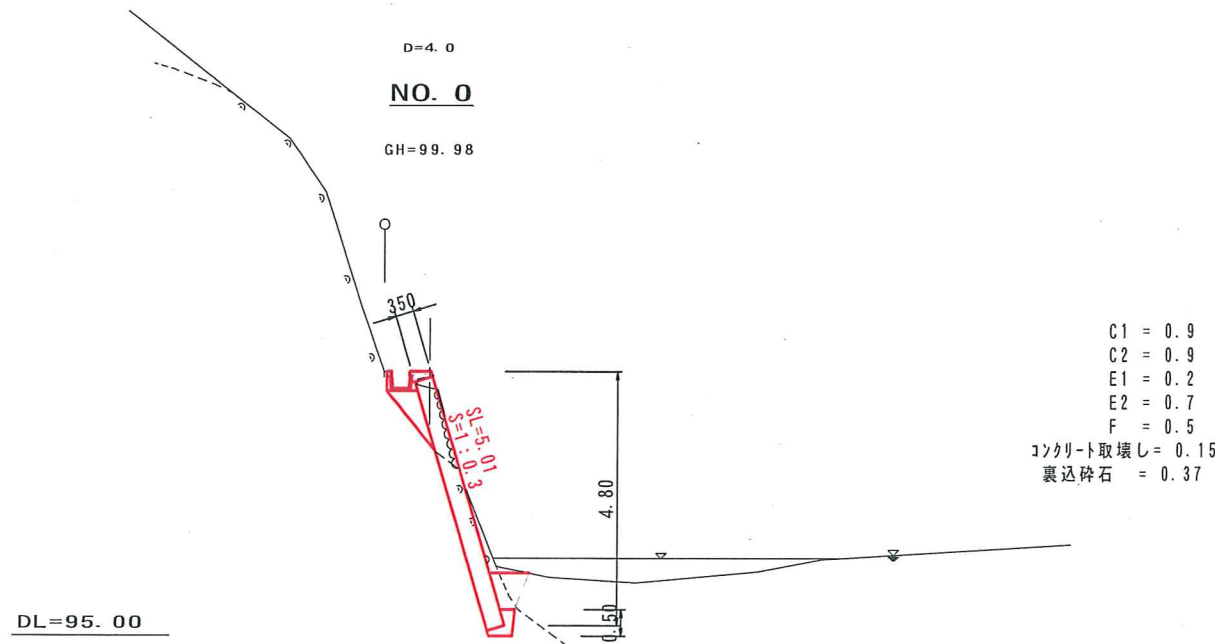 D=4.0
NO. 0
GH=99.98
350
C1 = 0.9
C2 = 0.9
E1 = 0.2
E2 = 0.7
F = 0.5
コンクリート取壊し= 0.15
裏込砕石 = 0.37
SL=5.01
S=1:0.3
4.80
0.50
DL=95.00